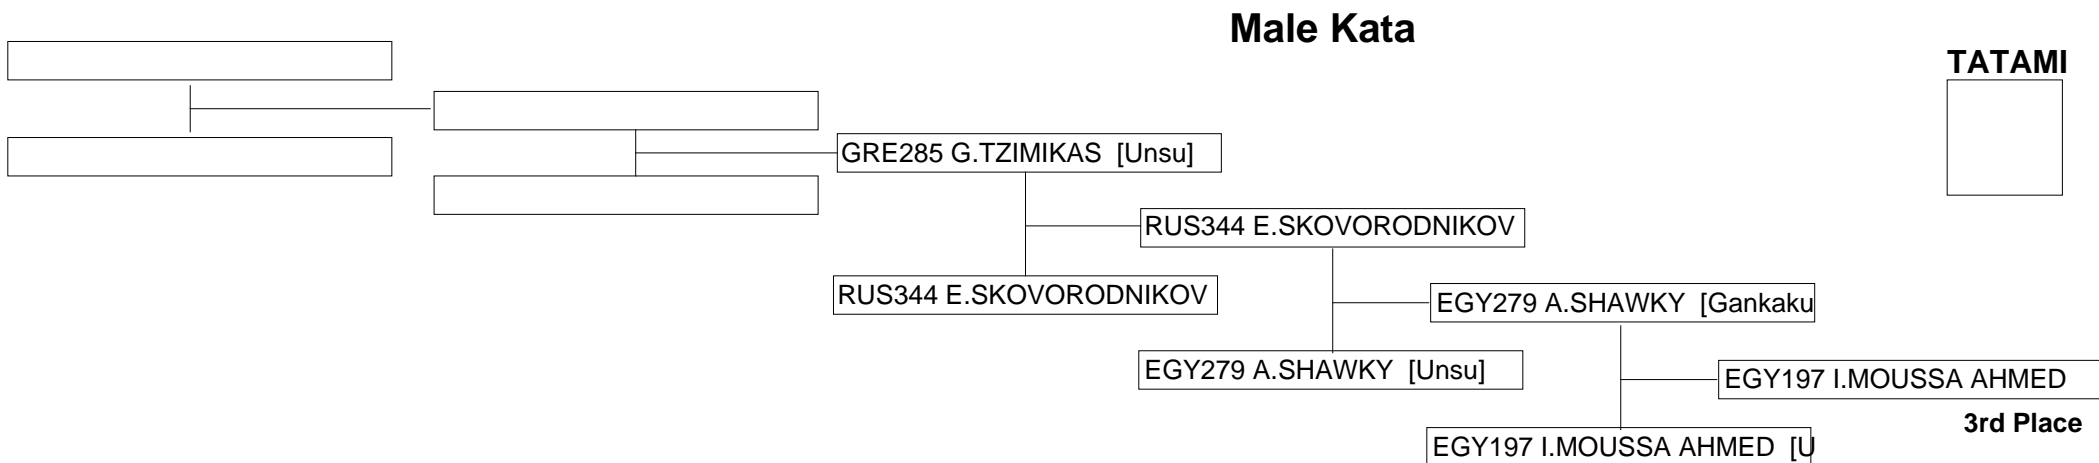 Male Kata
TATAMI
GRE285 G.TZIMIKAS [Unsu]
RUS344 E.SKOVORODNIKOV
RUS344 E.SKOVORODNIKOV
EGY279 A.SHAWKY [Gankaku
EGY279 A.SHAWKY [Unsu]
EGY197 I.MOUSSA AHMED
3rd Place
EGY197 I.MOUSSA AHMED [U